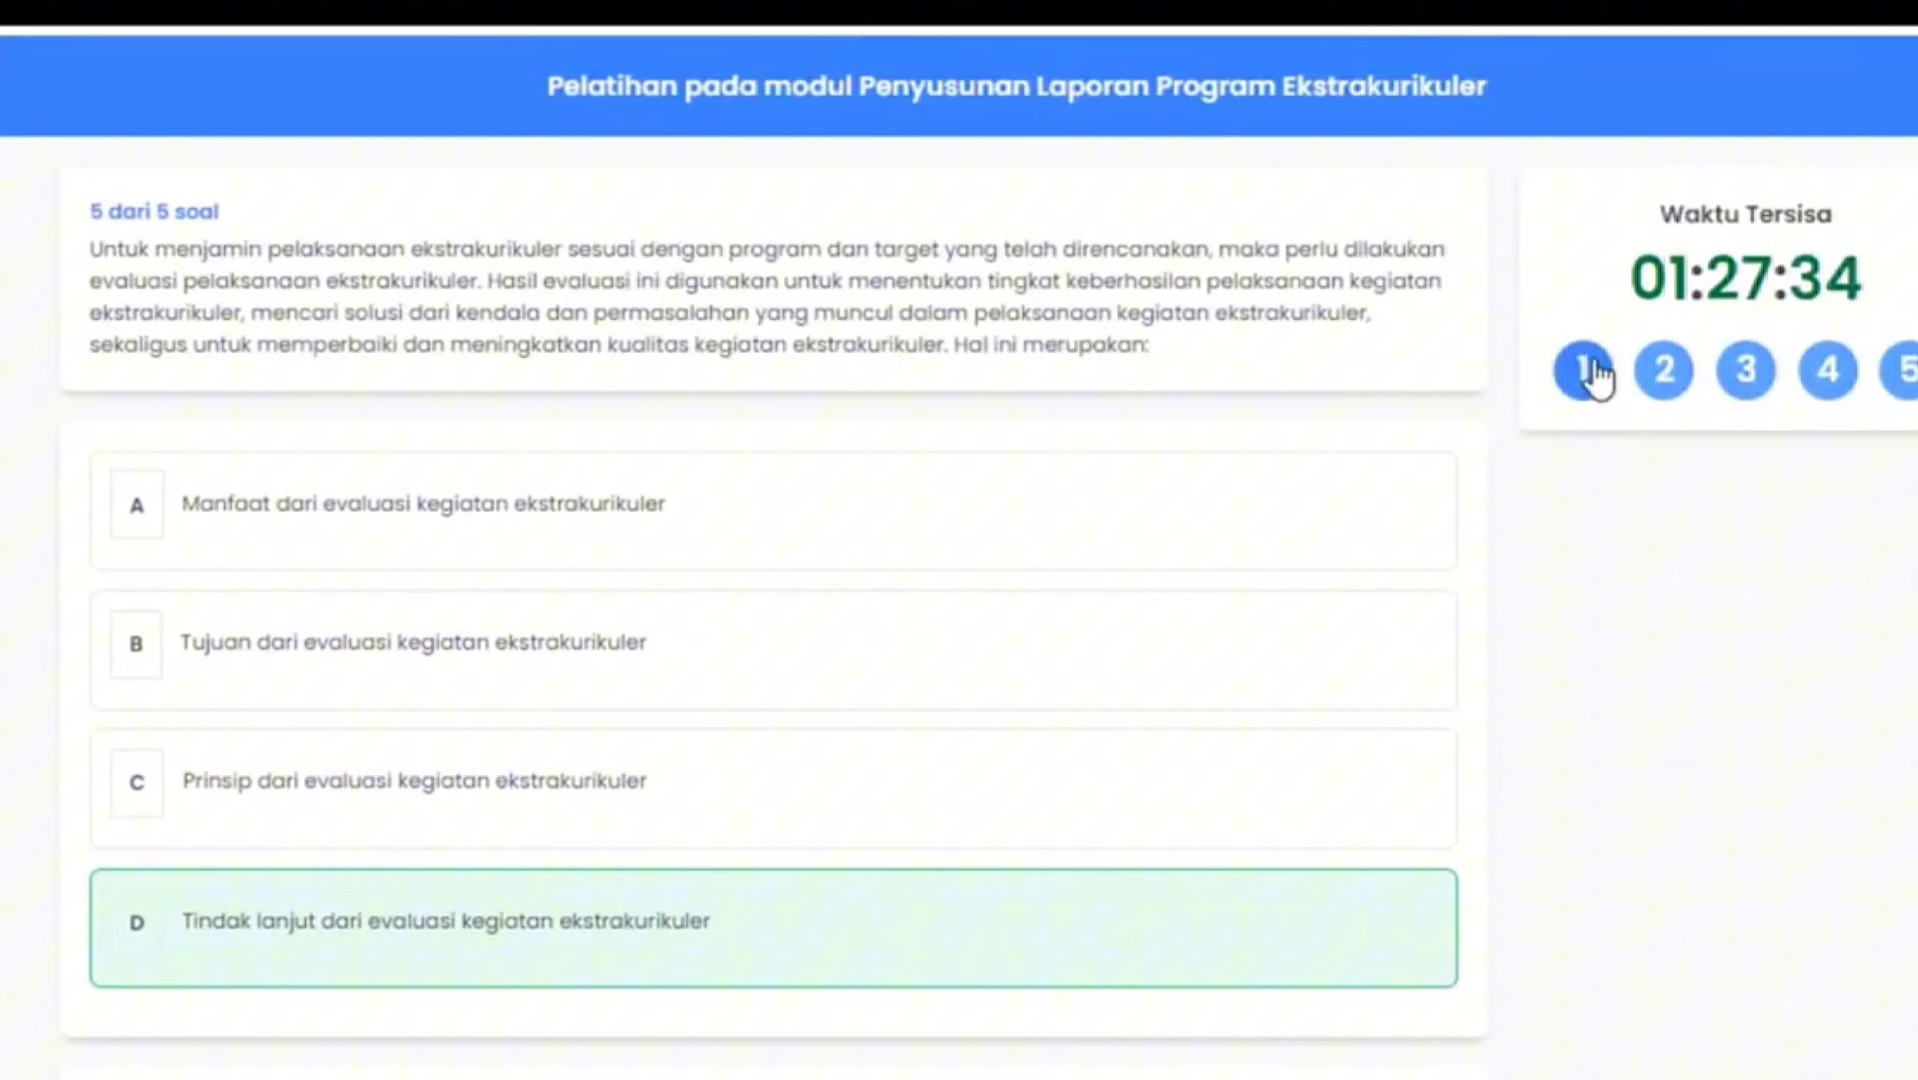 Pelatihan pada modul Penyusunan Laporan Program Ekstrakurikuler
5 dari 5 soal
Untuk menjamin pelaksanaan ekstrakurikuler sesuai dengan program dan target yang telah direncanakan, maka perlu dilakukan
evaluasi pelaksanaan ekstrakurikuler. Hasil evaluasi ini digunakan untuk menentukan tingkat keberhasilan pelaksanaan kegiatan
ekstrakurikuler, mencari solusi dari kendala dan permasalahan yang muncul dalam pelaksanaan kegiatan ekstrakurikuler,
sekaligus untuk memperbaiki dan meningkatkan kualitas kegiatan ekstrakurikuler. Hal ini merupakan:
A Manfaat dari evaluasi kegiatan ekstrakurikuler
B Tujuan dari evaluasi kegiatan ekstrakurikuler
C Prinsip dari evaluasi kegiatan ekstrakurikuler
D Tindak lanjut dari evaluasi kegiatan ekstrakurikuler
Waktu Tersisa
01:27:34
1 2 3 4 5